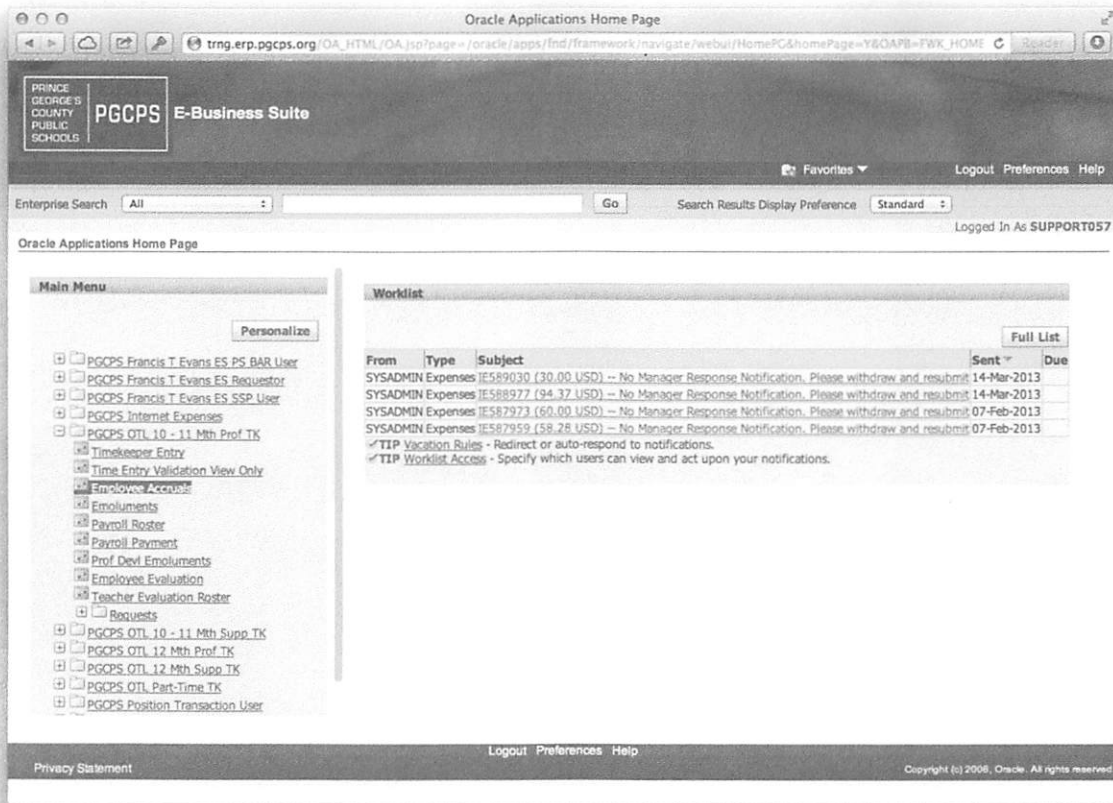 Oracle Applications Home Page
trng.erp.pgcps.org/OA_HTML/OA.jsp?page=/oracle/apps/fnd/framework/navigate/webui/HomePG&homePage=Y&OAPB=FWK_HOME
Reader
PRINCE
GEORGE'S
COUNTY
PUBLIC
SCHOOLS
PGCPS
E-Business Suite
Favorites
Logout Preferences Help
Enterprise Search All Go Search Results Display Preference Standard
Logged In As SUPPORT057
Oracle Applications Home Page
Main Menu
Personalize
PGCPS Francis T Evans ES PS BAR User
PGCPS Francis T Evans ES Requestor
PGCPS Francis T Evans ES SSP User
PGCPS Internet Expenses
PGCPS OTL 10 - 11 Mth Prof TK
Timekeeper Entry
Time Entry Validation View Only
Employee Accruals
Emoluments
Payroll Roster
Payroll Payment
Prof Devl Emoluments
Employee Evaluation
Teacher Evaluation Roster
Requests
PGCPS OTL 10 - 11 Mth Supp TK
PGCPS OTL 12 Mth Prof TK
PGCPS OTL 12 Mth Supp TK
PGCPS OTL Part-Time TK
PGCPS Position Transaction User
Worklist
Full List
From Type Subject Sent Due
SYSADMIN Expenses IE589030 (30.00 USD) -- No Manager Response Notification. Please withdraw and resubmit 14-Mar-2013
SYSADMIN Expenses IE588977 (94.37 USD) -- No Manager Response Notification. Please withdraw and resubmit 14-Mar-2013
SYSADMIN Expenses IE587973 (60.00 USD) -- No Manager Response Notification. Please withdraw and resubmit 07-Feb-2013
SYSADMIN Expenses IE587959 (58.28 USD) -- No Manager Response Notification. Please withdraw and resubmit 07-Feb-2013
✓TIP Vacation Rules - Redirect or auto-respond to notifications.
✓TIP Worklist Access - Specify which users can view and act upon your notifications.
Logout Preferences Help
Privacy Statement
Copyright (c) 2006, Oracle. All rights reserved